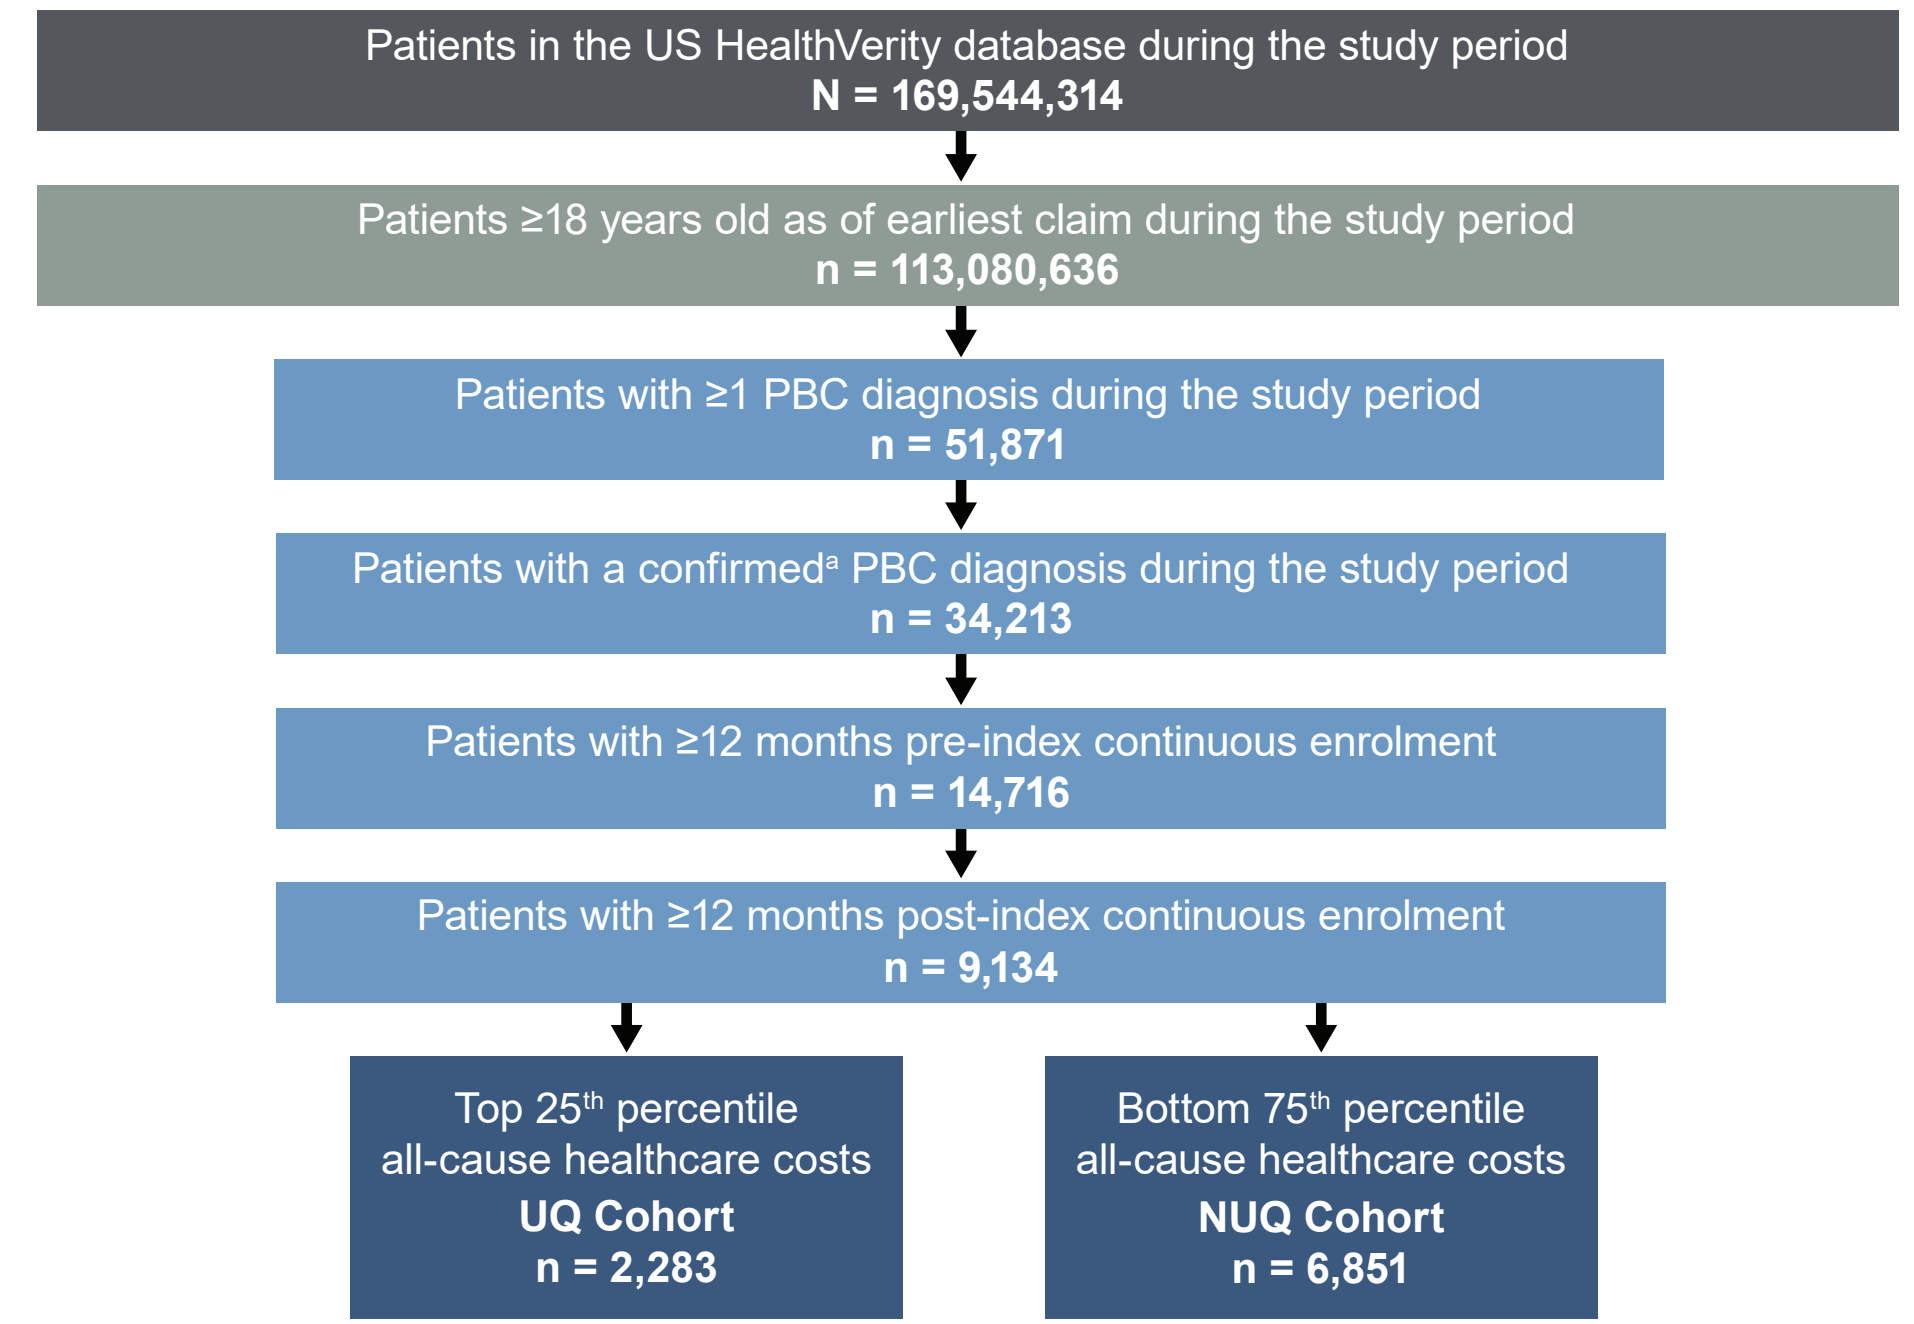 Patients in the US HealthVerity database during the study period
N = 169,544,314
Patients ≥18 years old as of earliest claim during the study period
n = 113,080,636
Patients with ≥1 PBC diagnosis during the study period
n = 51,871
Patients with a confirmedᵃ PBC diagnosis during the study period
n = 34,213
Patients with ≥12 months pre-index continuous enrolment
n = 14,716
Patients with ≥12 months post-index continuous enrolment
n = 9,134
Top 25ᵗʰ percentile
all-cause healthcare costs
UQ Cohort
n = 2,283
Bottom 75ᵗʰ percentile
all-cause healthcare costs
NUQ Cohort
n = 6,851